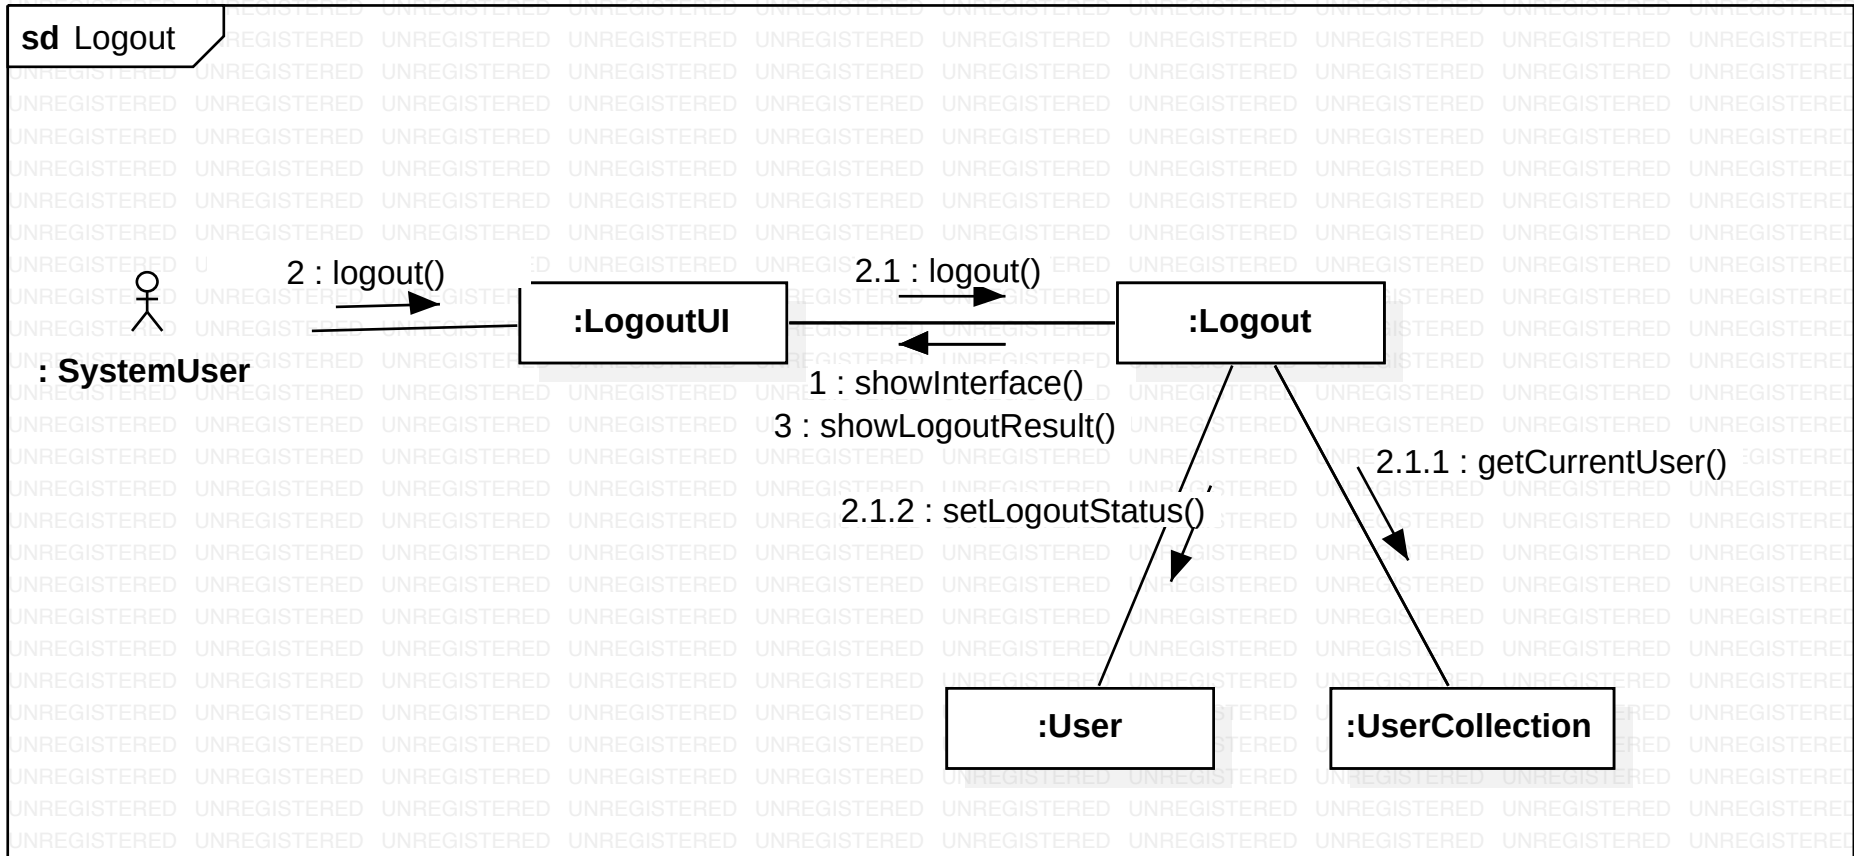 sd Logout
2 : logout()
2.1 : logout()
:LogoutUI
:Logout
: SystemUser
1 : showInterface()
3 : showLogoutResult()
2.1.1 : getCurrentUser()
2.1.2 : setLogoutStatus()
:User
:UserCollection
UNREGISTERED